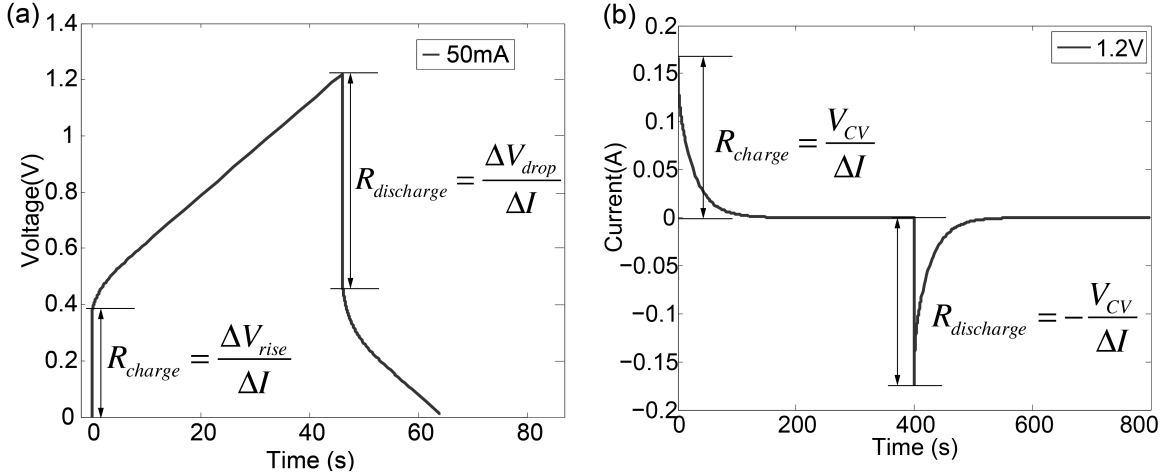 (a)
1.4
1.2
1
0.8
0.6
0.4
0.2
0
Voltage(V)
50mA
R_discharge = ΔV_drop / ΔI
R_charge = ΔV_rise / ΔI
0 20 40 60 80
Time (s)
(b)
0.2
0.15
0.1
0.05
0
−0.05
−0.1
−0.15
−0.2
Current(A)
1.2V
R_charge = V_CV / ΔI
R_discharge = − V_CV / ΔI
0 200 400 600 800
Time (s)